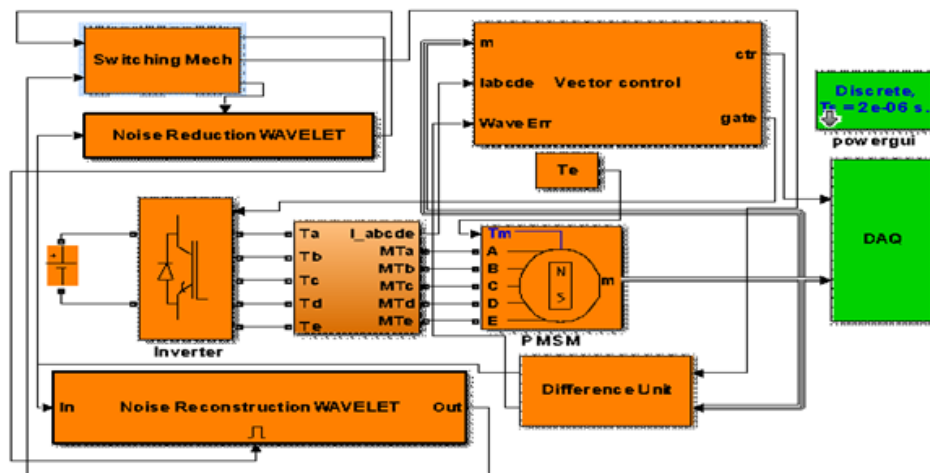 Switching Mech
Noise Reduction WAVELET
m
Iabcde
Wave Err
Vector control
ctr
gate
Discrete,
Ts = 2e-06 s.
powergui
Te
DAQ
Inverter
Ta
Tb
Tc
Td
Te
I_abcde
MTa
MTb
MTc
MTd
MTe
Tm
A
B
C
D
E
N
S
m
PMSM
Difference Unit
In
Noise Reconstruction WAVELET
Out